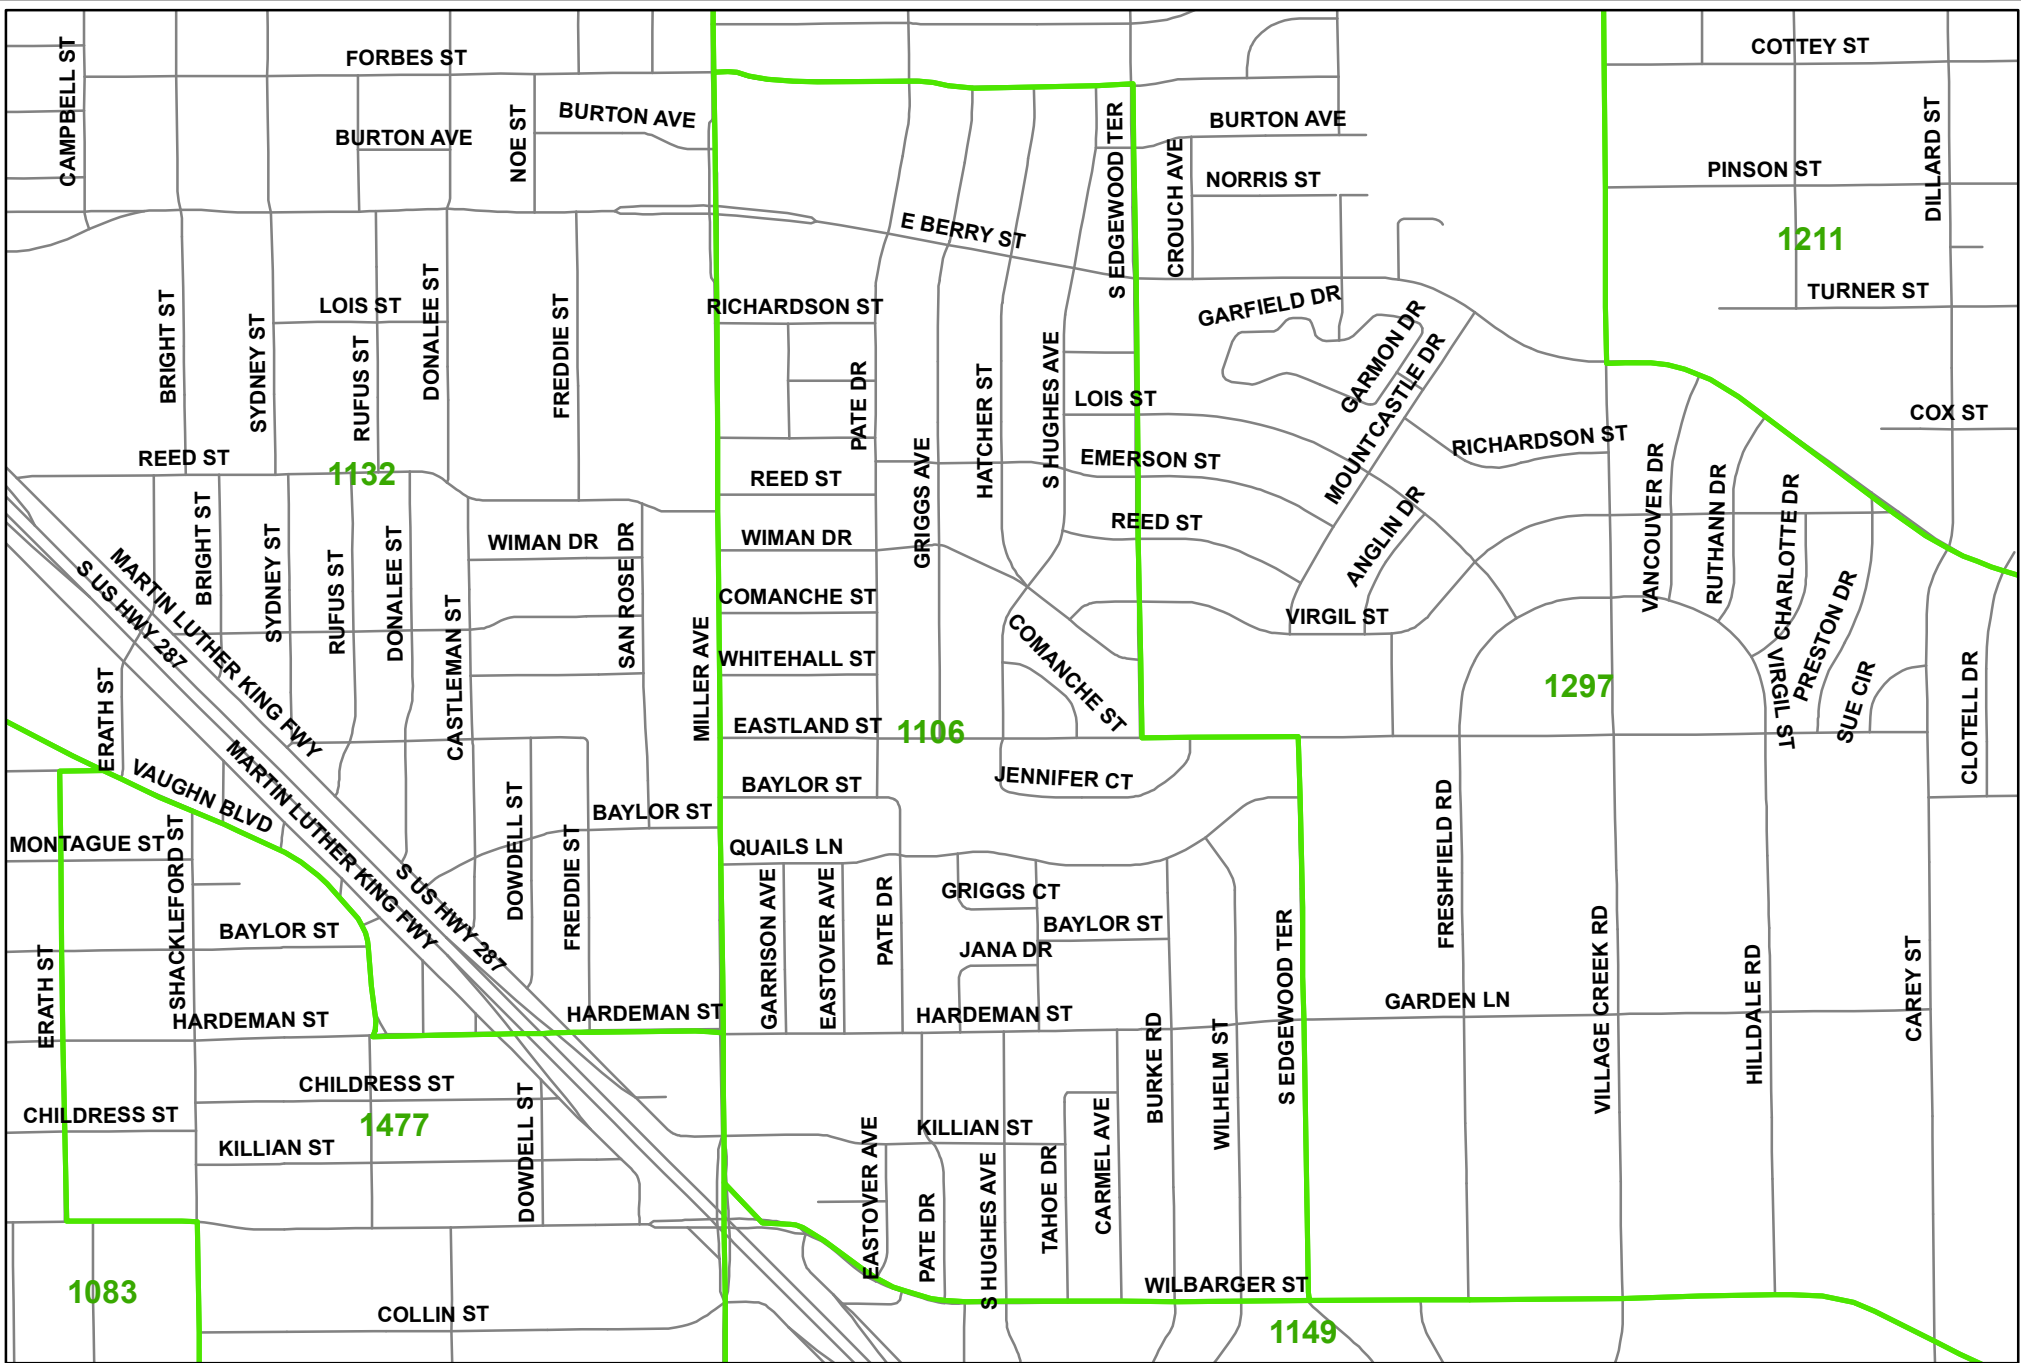 FORBES ST
COTTEY ST
CAMPBELL ST
BURTON AVE
NOE ST
BURTON AVE
S EDGEWOOD TER
BURTON AVE
CROUCH AVE
NORRIS ST
PINSON ST
DILLARD ST
1211
E BERRY ST
TURNER ST
BRIGHT ST
SYDNEY ST
LOIS ST
RUFUS ST
DONALEE ST
FREDDIE ST
RICHARDSON ST
PATE DR
GARFIELD DR
GARMON DR
MOUNTCASTLE DR
HATCHER ST
S HUGHES AVE
LOIS ST
COX ST
REED ST
1132
REED ST
GRIGGS AVE
EMERSON ST
RICHARDSON ST
VANCOUVER DR
RUTHANN DR
CHARLOTTE DR
BRIGHT ST
SYDNEY ST
RUFUS ST
DONALEE ST
WIMAN DR
SAN ROSE DR
WIMAN DR
REED ST
ANGLIN DR
MARTIN LUTHER KING FWY
S US HWY 287
CASTLEMAN ST
COMANCHE ST
VIRGIL ST
PRESTON DR
MILLER AVE
WHITEHALL ST
COMANCHE ST
1297
VIRGIL ST
SUE CIR
CLOTELL DR
ERATH ST
EASTLAND ST
1106
VAUGHN BLVD
MARTIN LUTHER KING FWY
S US HWY 287
DOWDELL ST
BAYLOR ST
BAYLOR ST
JENNIFER CT
FRESHFIELD RD
MONTAGUE ST
SHACKLEFORD ST
FREDDIE ST
QUAILS LN
GARRISON AVE
EASTOVER AVE
PATE DR
GRIGGS CT
BAYLOR ST
BAYLOR ST
JANA DR
S EDGEWOOD TER
VILLAGE CREEK RD
HILLDALE RD
CAREY ST
ERATH ST
HARDEMAN ST
HARDEMAN ST
HARDEMAN ST
GARDEN LN
BURKE RD
WILHELM ST
CHILDRESS ST
CHILDRESS ST
1477
DOWDELL ST
KILLIAN ST
KILLIAN ST
EASTOVER AVE
PATE DR
S HUGHES AVE
TAHOE DR
CARMEL AVE
1083
COLLIN ST
WILBARGER ST
1149